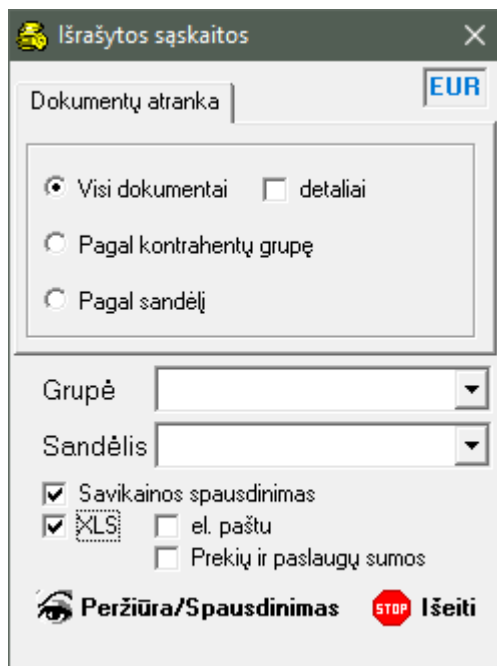 Išrašytos sąskaitos
EUR
Dokumentų atranka
Visi dokumentai detaliai
Pagal kontrahentų grupę
Pagal sandėlį
Grupė
Sandėlis
Savikainos spausdinimas
XLS el. paštu
Prekių ir paslaugų sumos
Peržiūra/Spausdinimas STOP Išeiti